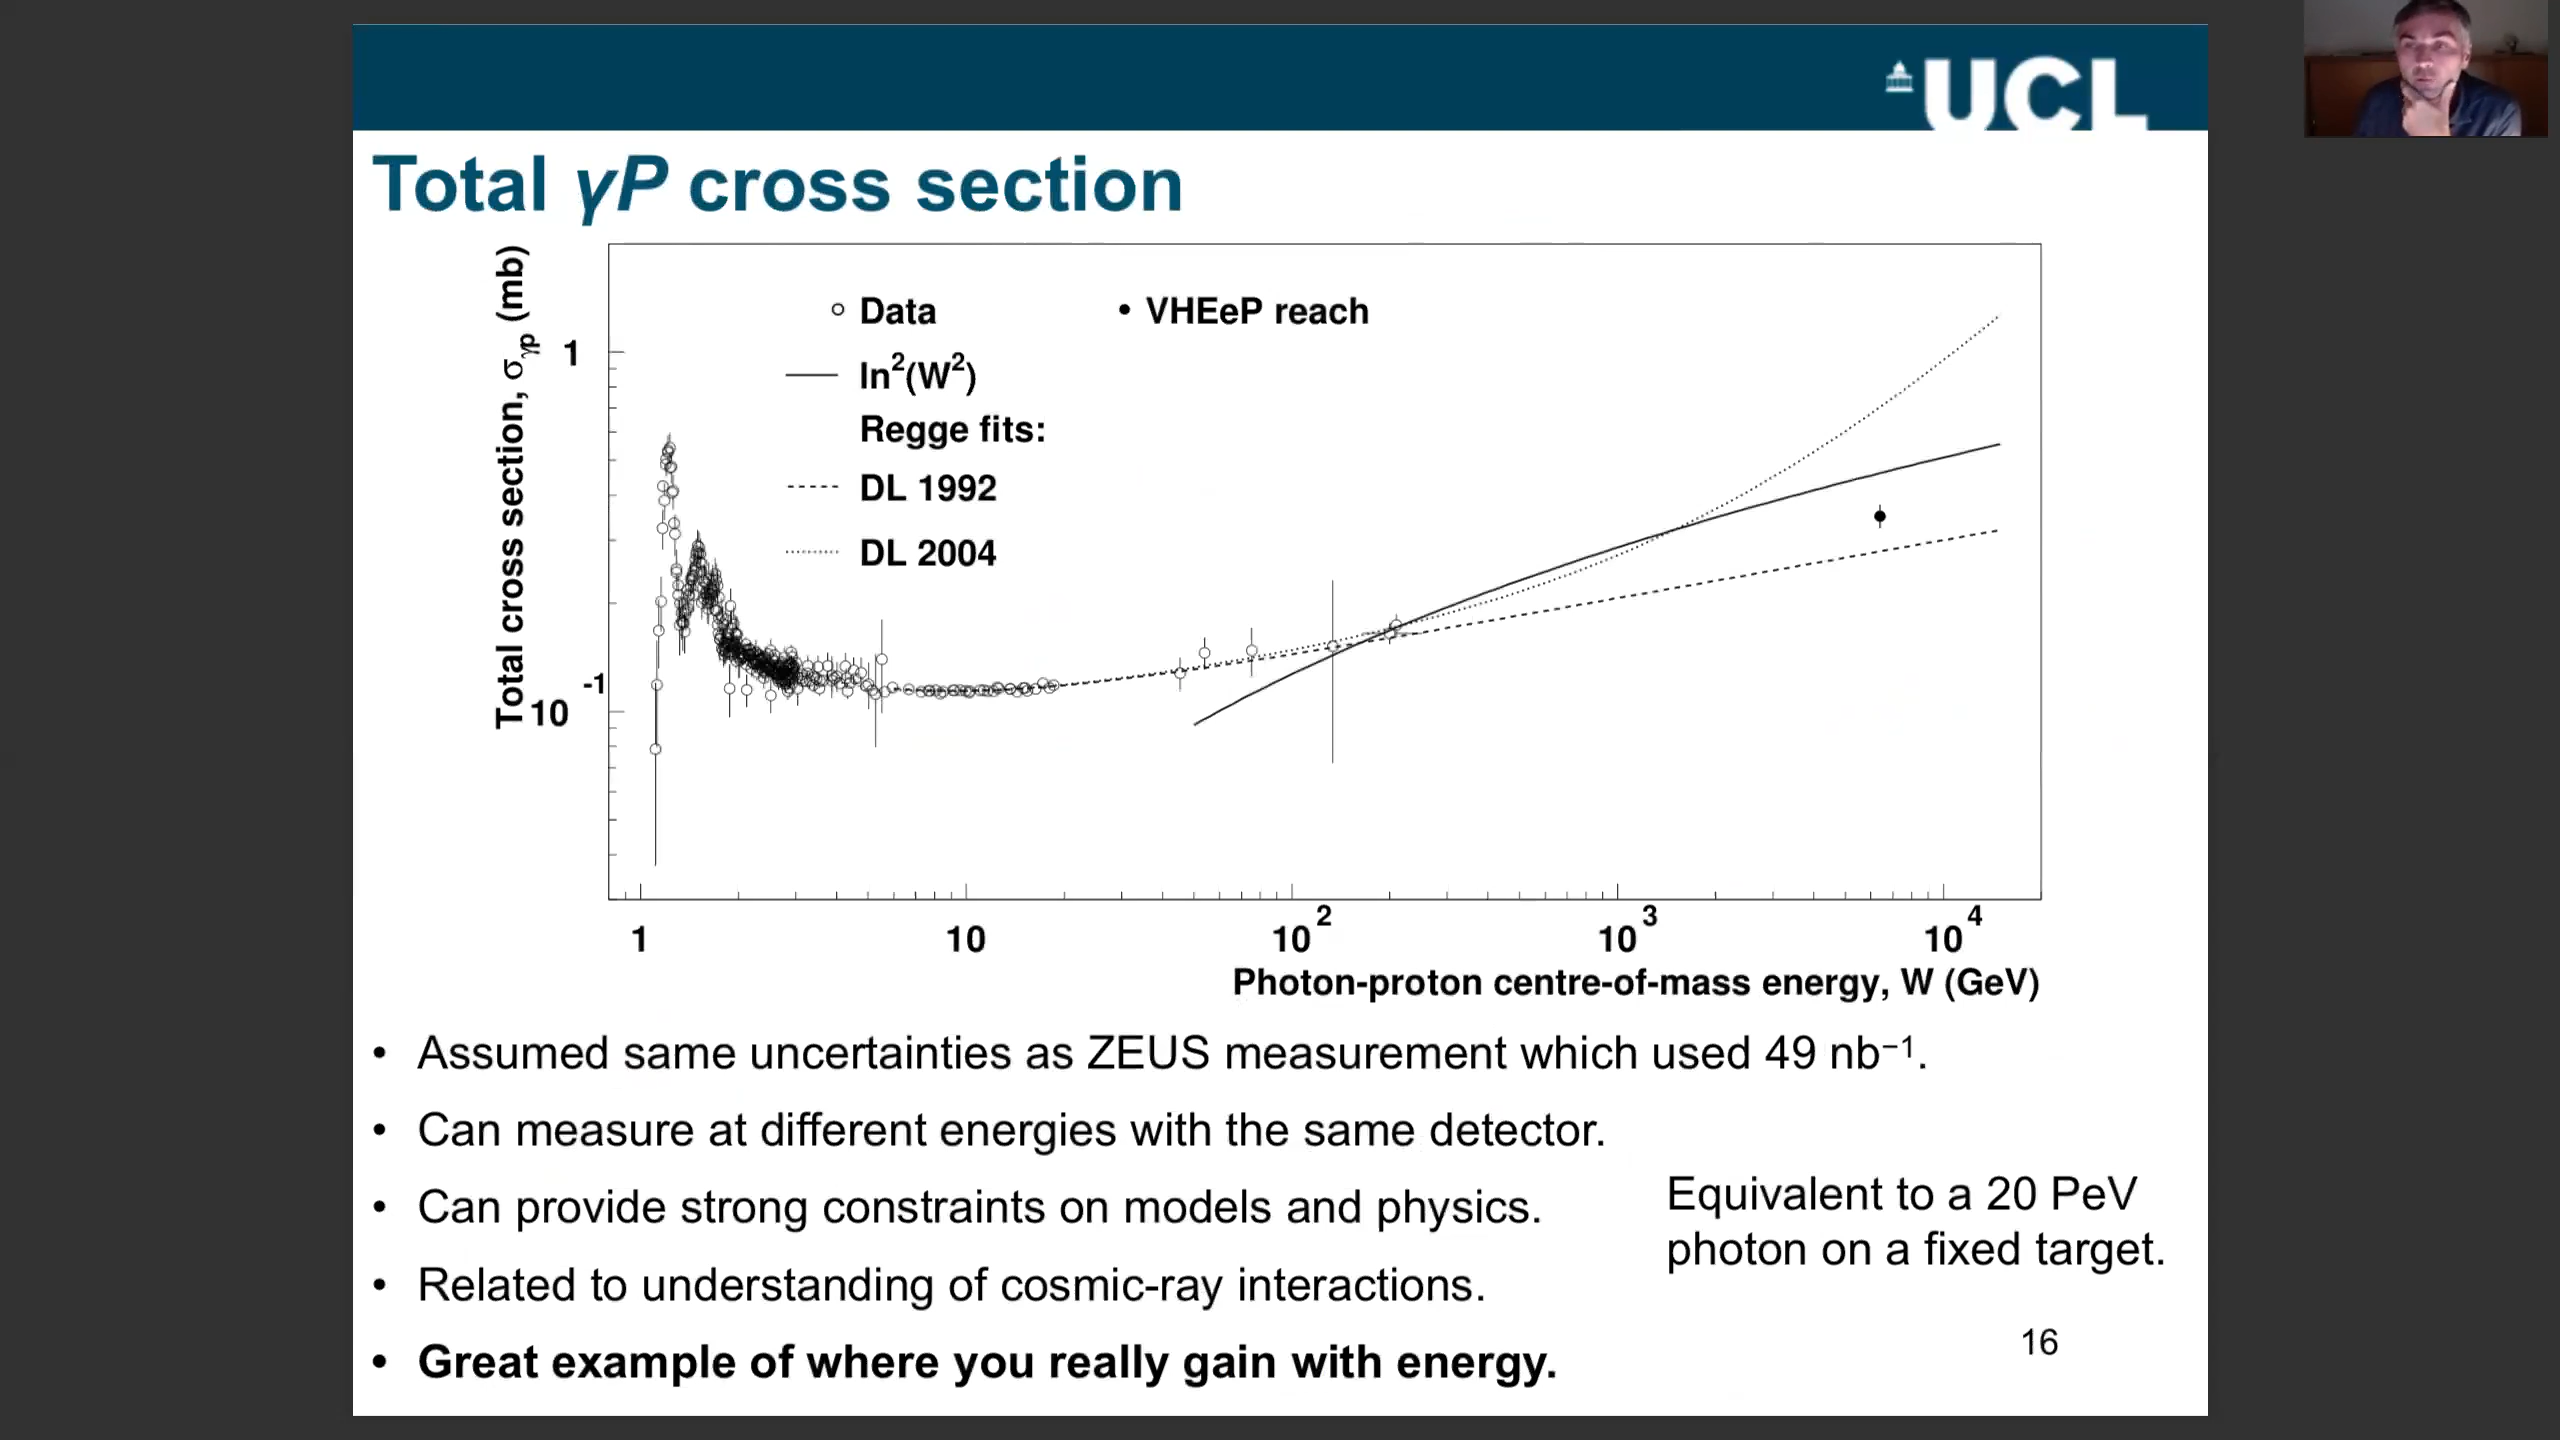 UCL
Total γP cross section
Total cross section, σγp (mb)
1
10 -1
Data
VHEeP reach
ln²(W²)
Regge fits:
DL 1992
DL 2004
1 10 10² 10³ 10⁴
Photon-proton centre-of-mass energy, W (GeV)
• Assumed same uncertainties as ZEUS measurement which used 49 nb⁻¹.
• Can measure at different energies with the same detector.
• Can provide strong constraints on models and physics.
Equivalent to a 20 PeV
photon on a fixed target.
• Related to understanding of cosmic-ray interactions.
• Great example of where you really gain with energy.
16